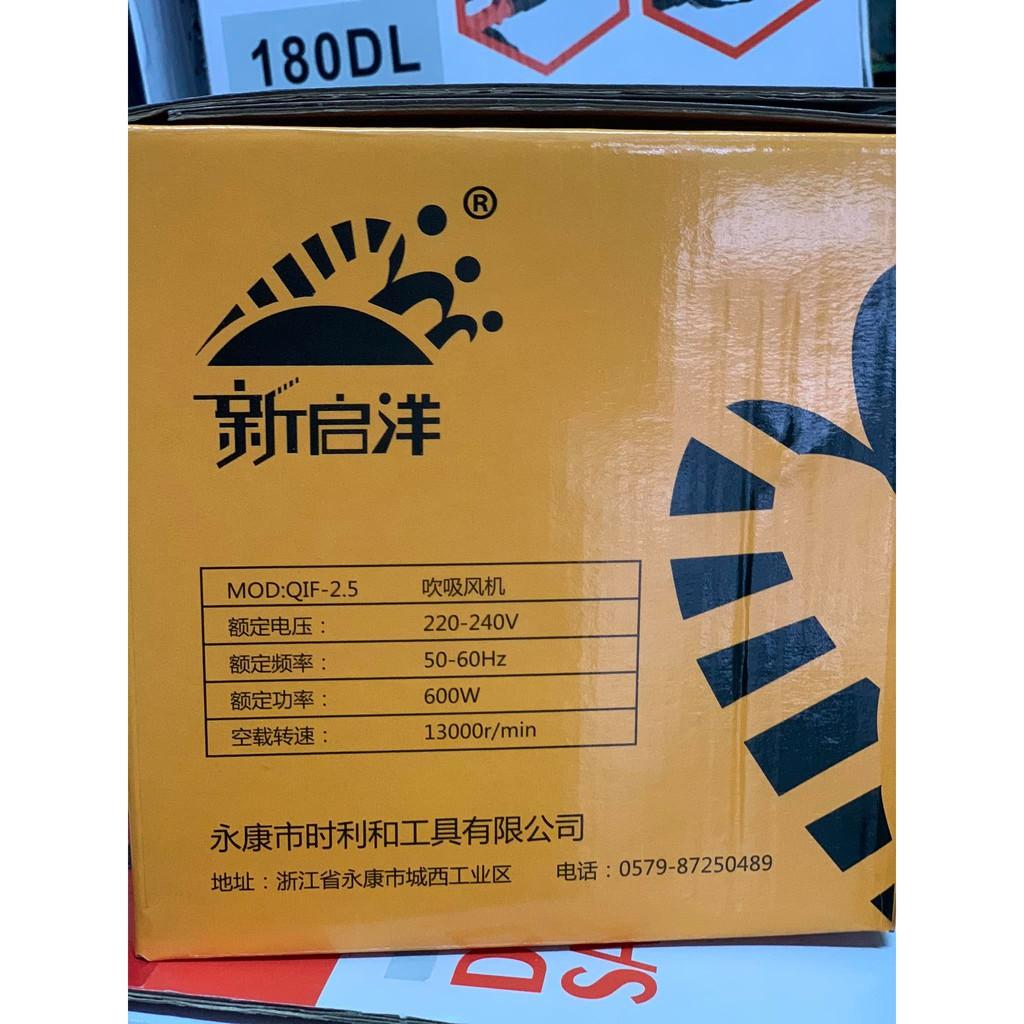 180DL
®
新启洋
MOD:QIF-2.5 吹吸风机
额定电压： 220-240V
额定频率： 50-60Hz
额定功率： 600W
空载转速： 13000r/min
永康市时利和工具有限公司
地址：浙江省永康市城西工业区 电话：0579-87250489